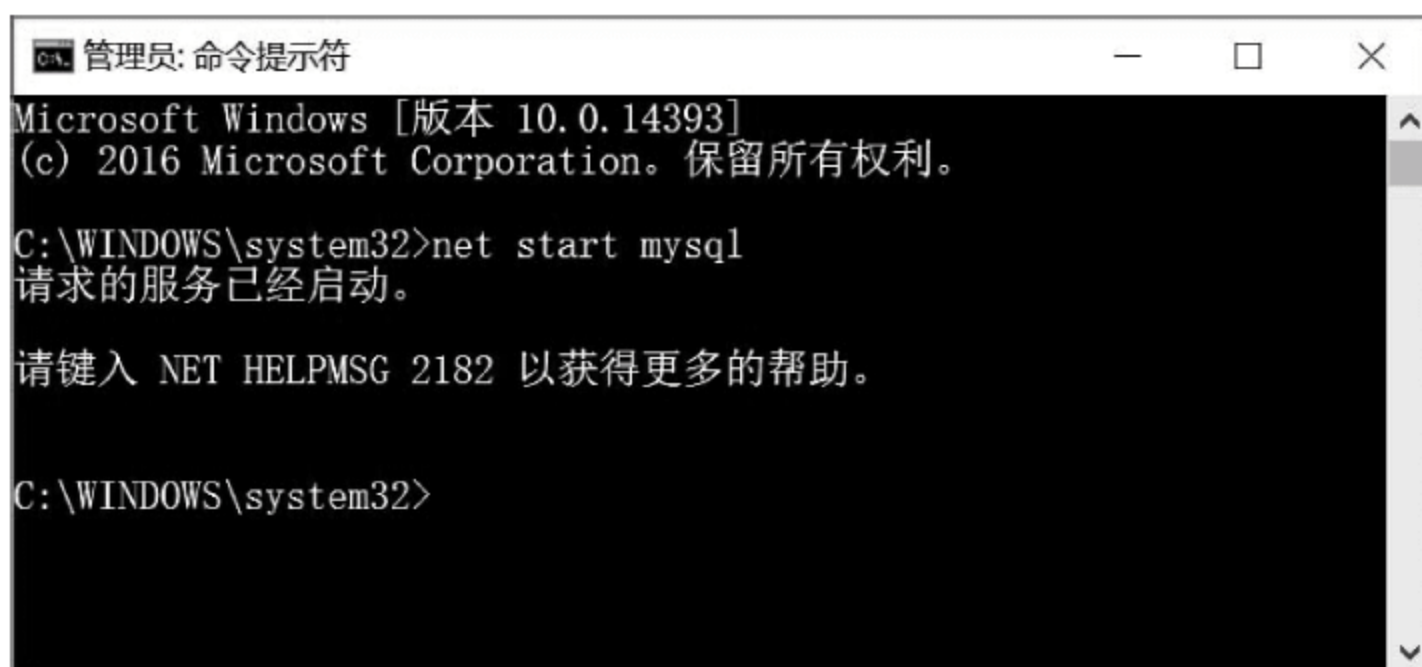 管理员: 命令提示符
Microsoft Windows [版本 10.0.14393]
(c) 2016 Microsoft Corporation。保留所有权利。
C:\WINDOWS\system32>net start mysql
请求的服务已经启动。
请键入 NET HELPMSG 2182 以获得更多的帮助。
C:\WINDOWS\system32>